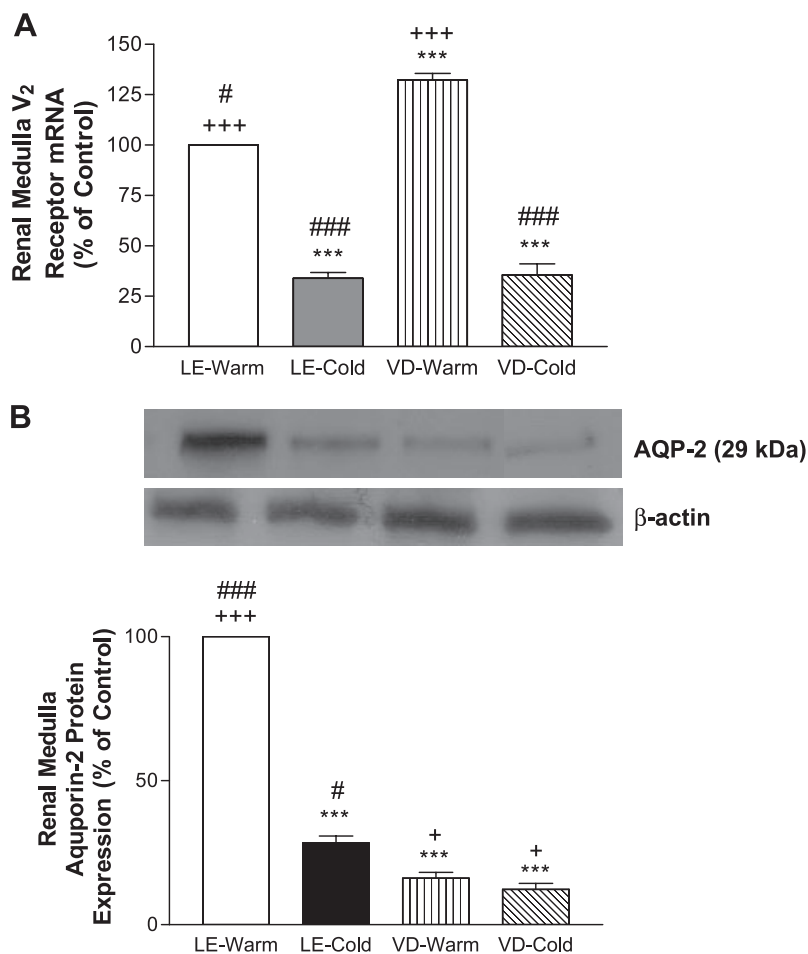 A
Renal Medulla V2
Receptor mRNA
(% of Control)
150
125
100
75
50
25
0
#
+++
###
***
+++
***
###
***
LE-Warm LE-Cold VD-Warm VD-Cold
B
AQP-2 (29 kDa)
β-actin
Renal Medulla
Aquporin-2 Protein
Expression (% of Control)
100
50
0
###
+++
#
***
+
***
+
***
LE-Warm LE-Cold VD-Warm VD-Cold